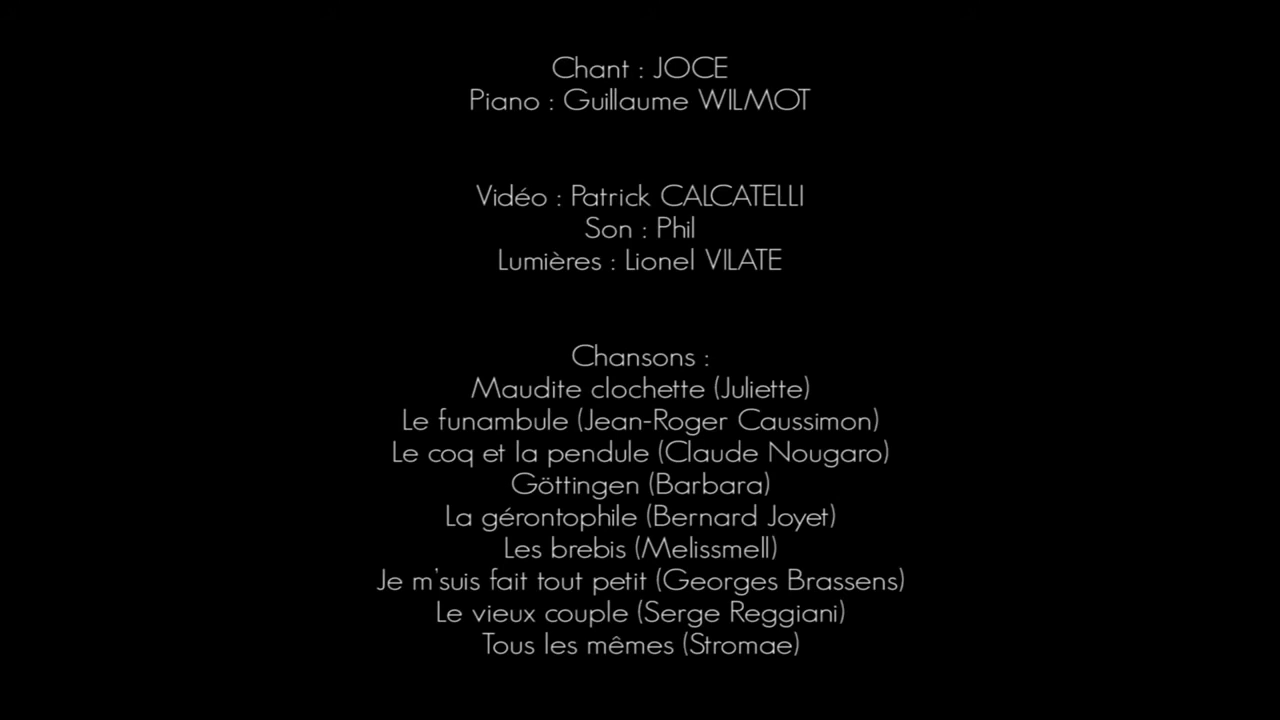 Chant : JOCE
Piano : Guillaume WILMOT
Vidéo : Patrick CALCATELLI
Son : Phil
Lumières : Lionel VILATE
Chansons :
Maudite clochette (Juliette)
Le funambule (Jean-Roger Caussimon)
Le coq et la pendule (Claude Nougaro)
Göttingen (Barbara)
La gérontophile (Bernard Joyet)
Les brebis (Melissmell)
Je m'suis fait tout petit (Georges Brassens)
Le vieux couple (Serge Reggiani)
Tous les mêmes (Stromae)